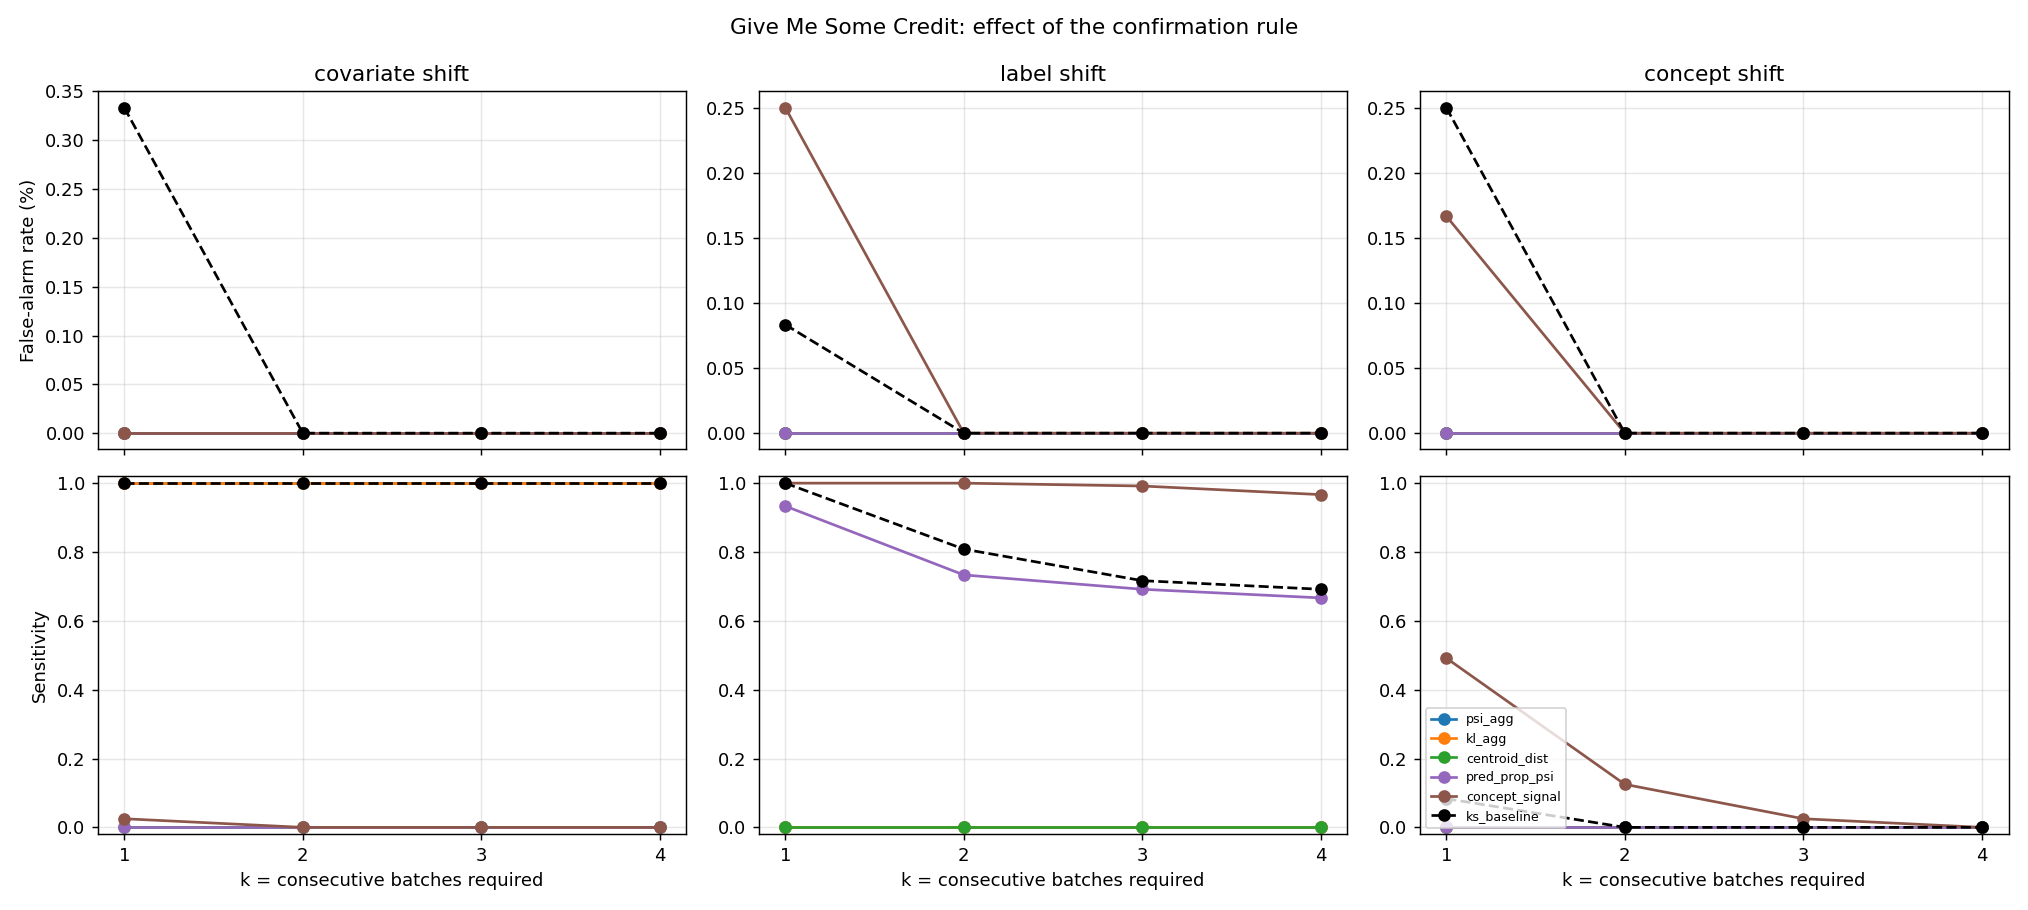 Give Me Some Credit: effect of the confirmation rule
covariate shift
label shift
concept shift
False-alarm rate (%)
0.35
0.30
0.25
0.20
0.15
0.10
0.05
0.00
0.25
0.20
0.15
0.10
0.05
0.00
0.25
0.20
0.15
0.10
0.05
0.00
Sensitivity
1.0
0.8
0.6
0.4
0.2
0.0
1 2 3 4
k = consecutive batches required
1.0
0.8
0.6
0.4
0.2
0.0
1 2 3 4
k = consecutive batches required
1.0
0.8
0.6
0.4
0.2
0.0
psi_agg
kl_agg
centroid_dist
pred_prop_psi
concept_signal
ks_baseline
1 2 3 4
k = consecutive batches required